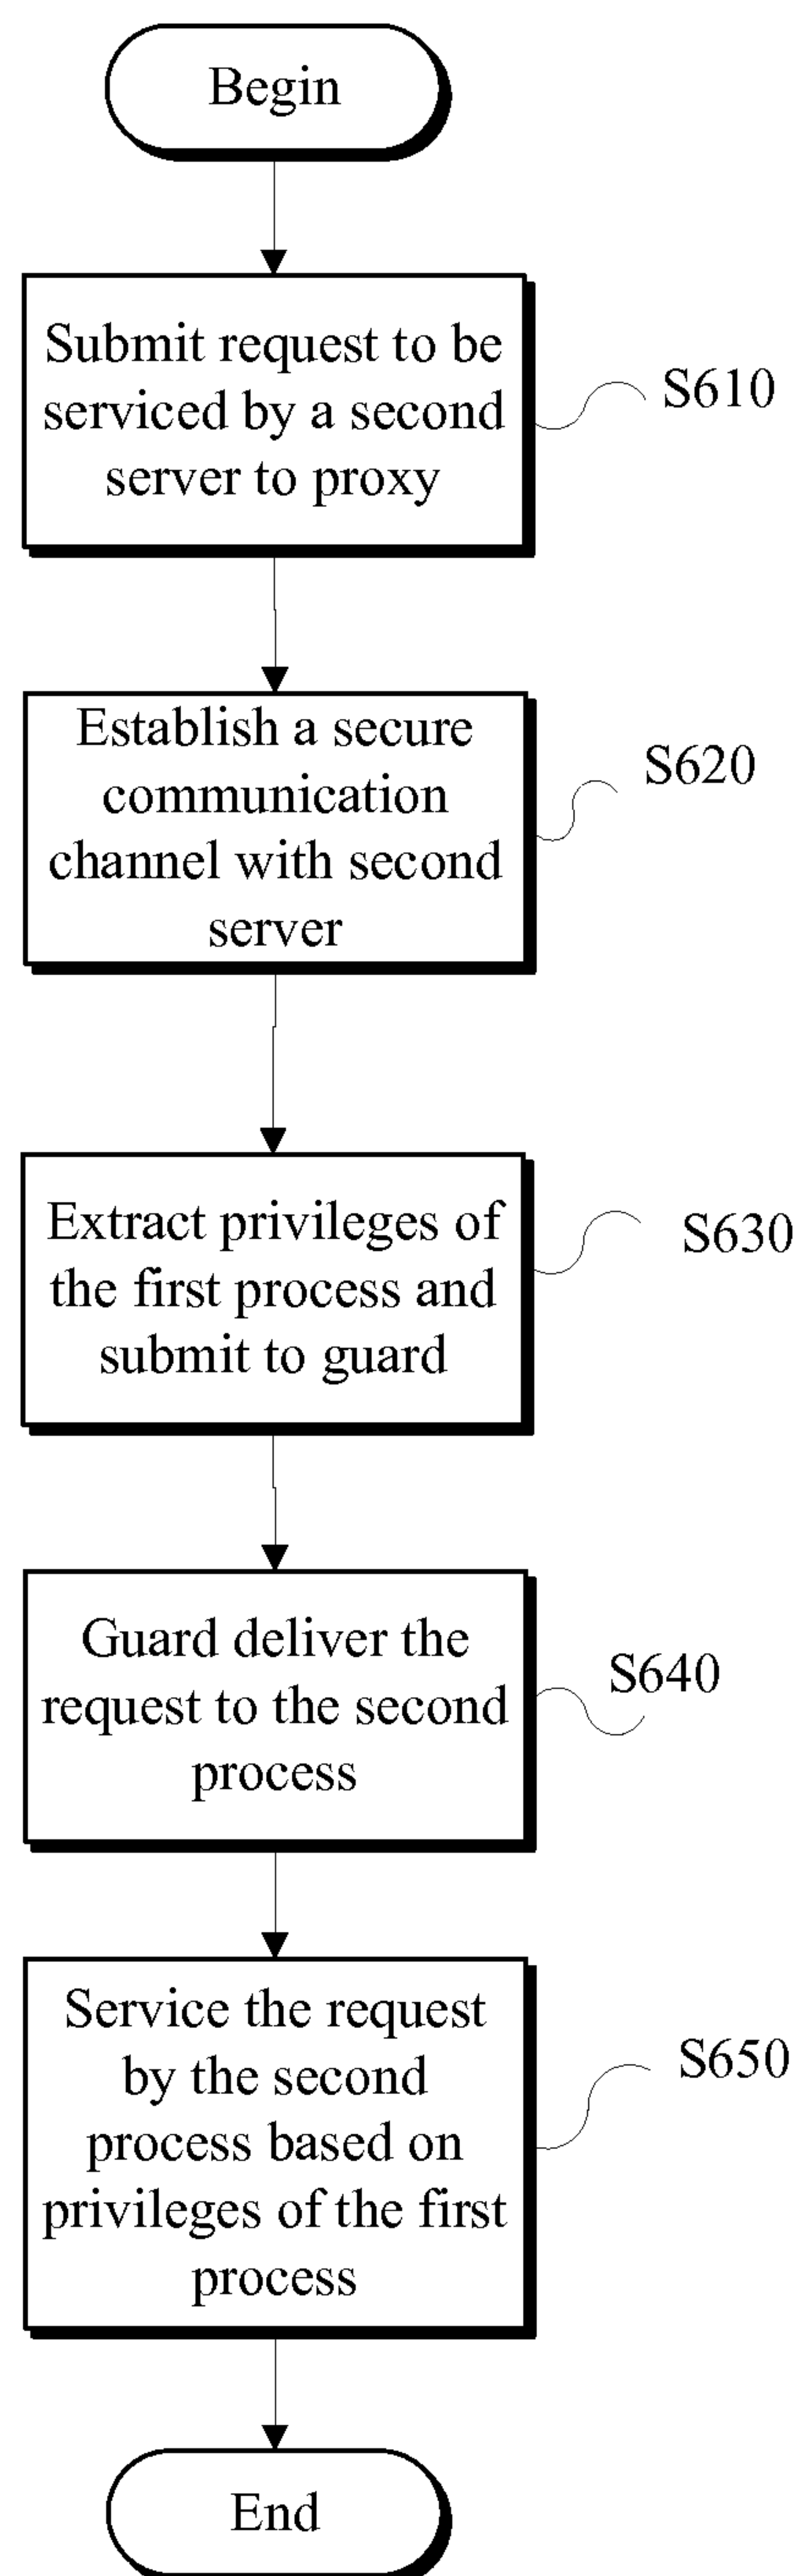 Begin
Submit request to be
serviced by a second
server to proxy
S610
Establish a secure
communication
channel with second
server
S620
Extract privileges of
the first process and
submit to guard
S630
Guard deliver the
request to the second
process
S640
Service the request
by the second
process based on
privileges of the first
process
S650
End